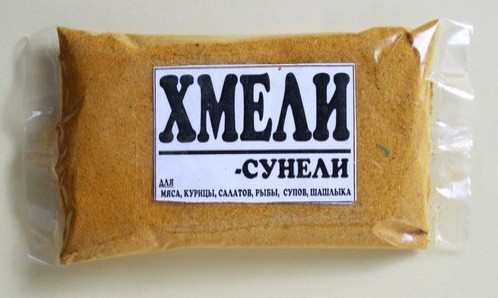 ХМЕЛИ
-СУНЕЛИ
ДЛЯ
МЯСА, КУРИЦЫ, САЛАТОВ, РЫБЫ, СУПОВ, ШАШЛЫКА